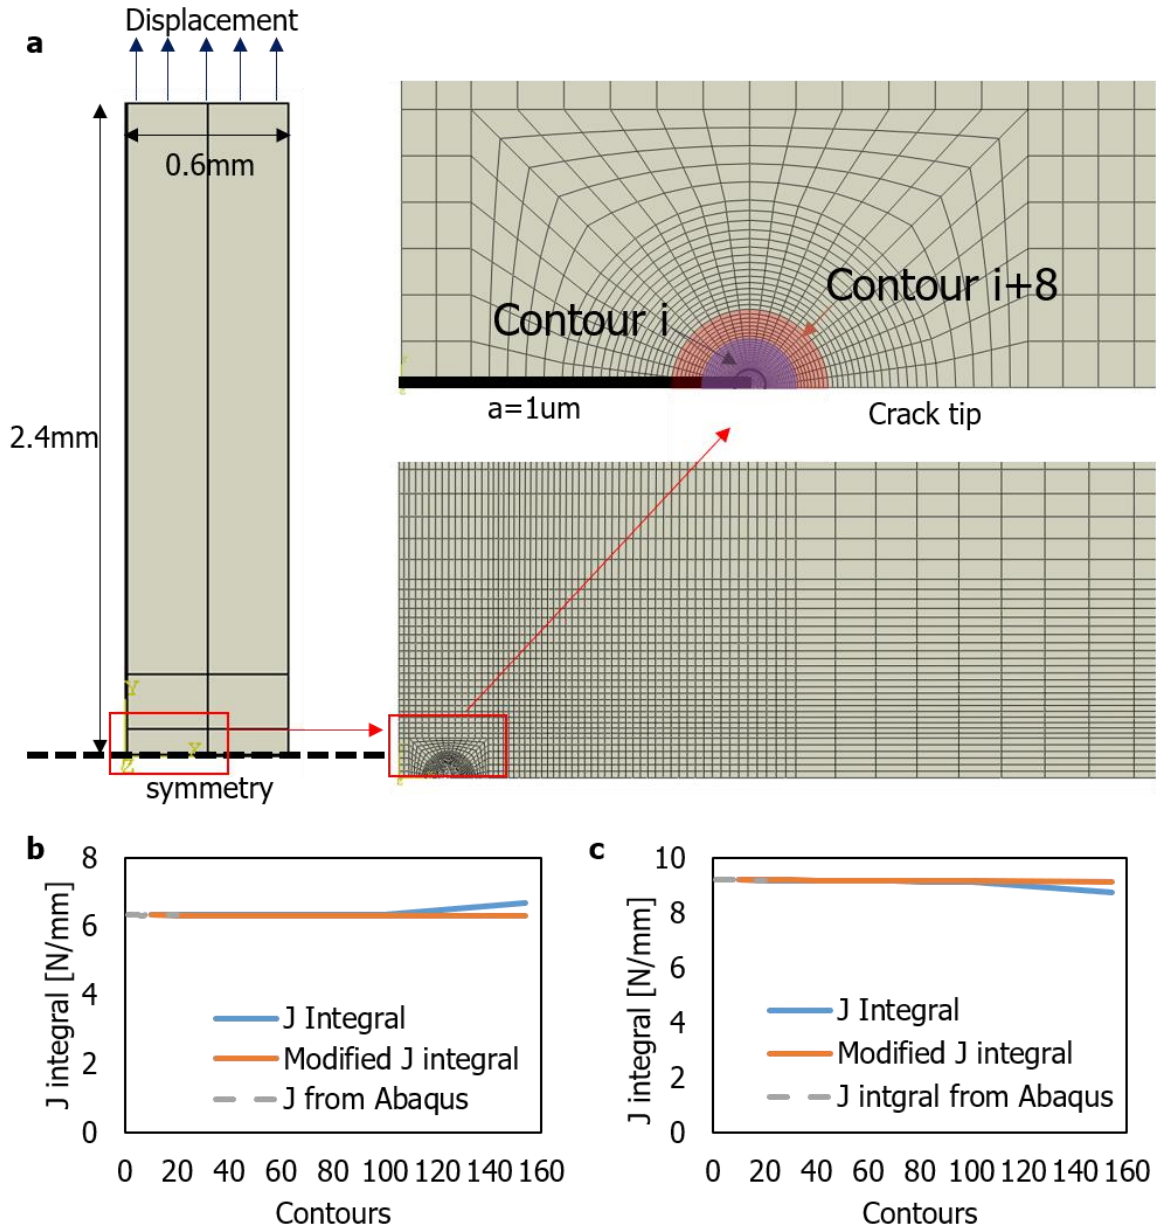 a
Displacement
0.6mm
2.4mm
Y
X
Z
symmetry
Contour i+8
Contour i
a=1um
Crack tip
b
J integral [N/mm]
8
6
4
2
0
J Integral
Modified J integral
J from Abaqus
0 20 40 60 80 100 120 140 160
Contours
c
J integral [N/mm]
10
8
6
4
2
0
J Integral
Modified J integral
J intgral from Abaqus
0 20 40 60 80 100 120 140 160
Contours